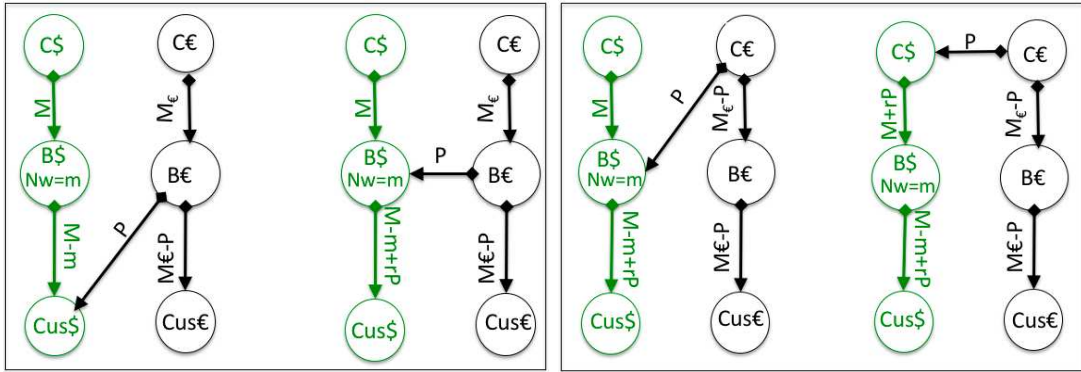 C$
C€
C$
C€
M
M€
M
M€
B$
Nw=m
B€
B$
Nw=m
P
B€
M-m
P
M€-P
M-m+rP
M€-P
Cus$
Cus€
Cus$
Cus€
C$
C€
C$
P
C€
M
P
M€-P
M+rP
M€-P
B$
Nw=m
B€
B$
Nw=m
B€
M-m+rP
M€-P
M-m+rP
M€-P
Cus$
Cus€
Cus$
Cus€